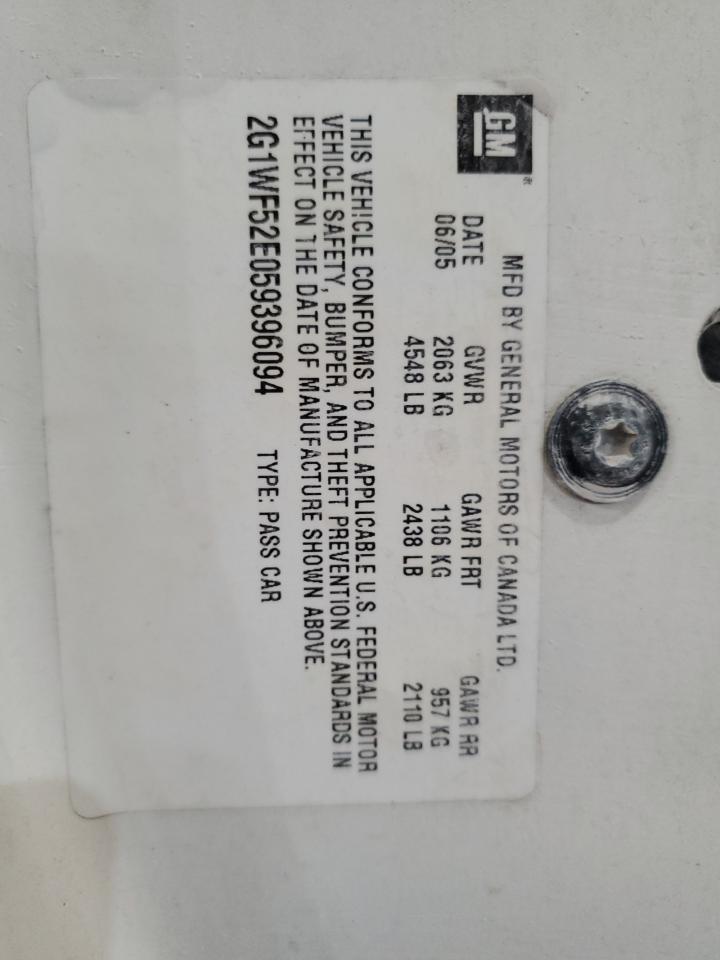 GM
®
MFD BY GENERAL MOTORS OF CANADA LTD.
DATE GVWR GAWR FRT GAWR RR
06/05 2063 KG 1106 KG 957 KG
4548 LB 2438 LB 2110 LB
THIS VEHICLE CONFORMS TO ALL APPLICABLE U.S. FEDERAL MOTOR
VEHICLE SAFETY, BUMPER, AND THEFT PREVENTION STANDARDS IN
EFFECT ON THE DATE OF MANUFACTURE SHOWN ABOVE.
2G1WF52E059396094 TYPE: PASS CAR